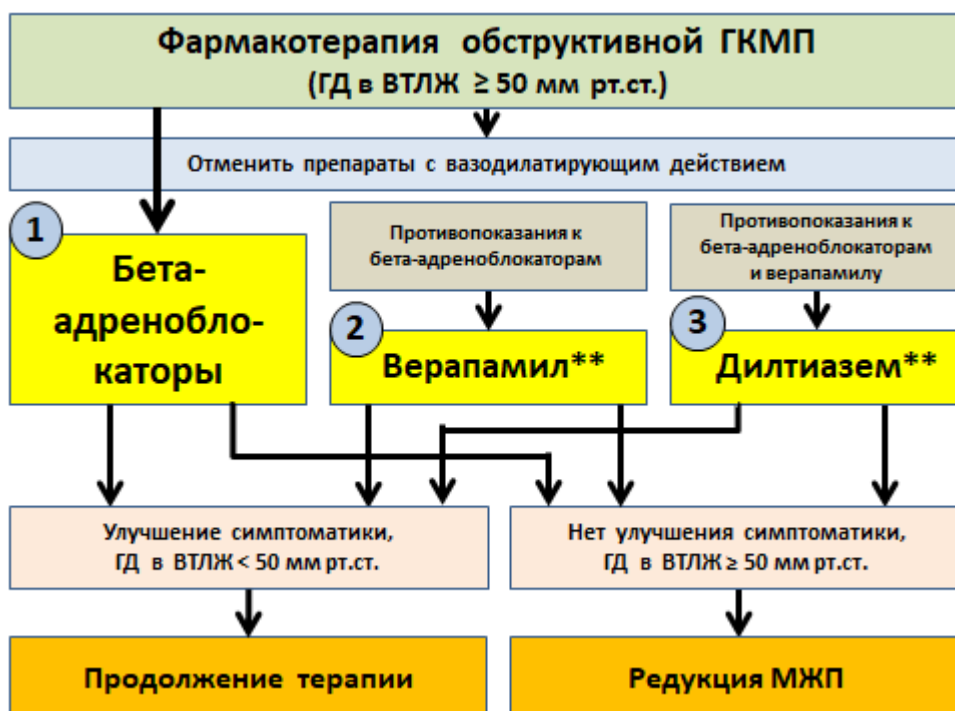 Фармакотерапия обструктивной ГКМП
(ГД в ВТЛЖ ≥ 50 мм рт.ст.)
Отменить препараты с вазодилатирующим действием
1
Бета-
адренобло-
каторы
Противопоказания к
бета-адреноблокаторам
2
Верапамил**
Противопоказания к
бета-адреноблокаторам
и верапамилу
3
Дилтиазем**
Улучшение симптоматики,
ГД в ВТЛЖ < 50 мм рт.ст.
Нет улучшения симптоматики,
ГД в ВТЛЖ ≥ 50 мм рт.ст.
Продолжение терапии
Редукция МЖП